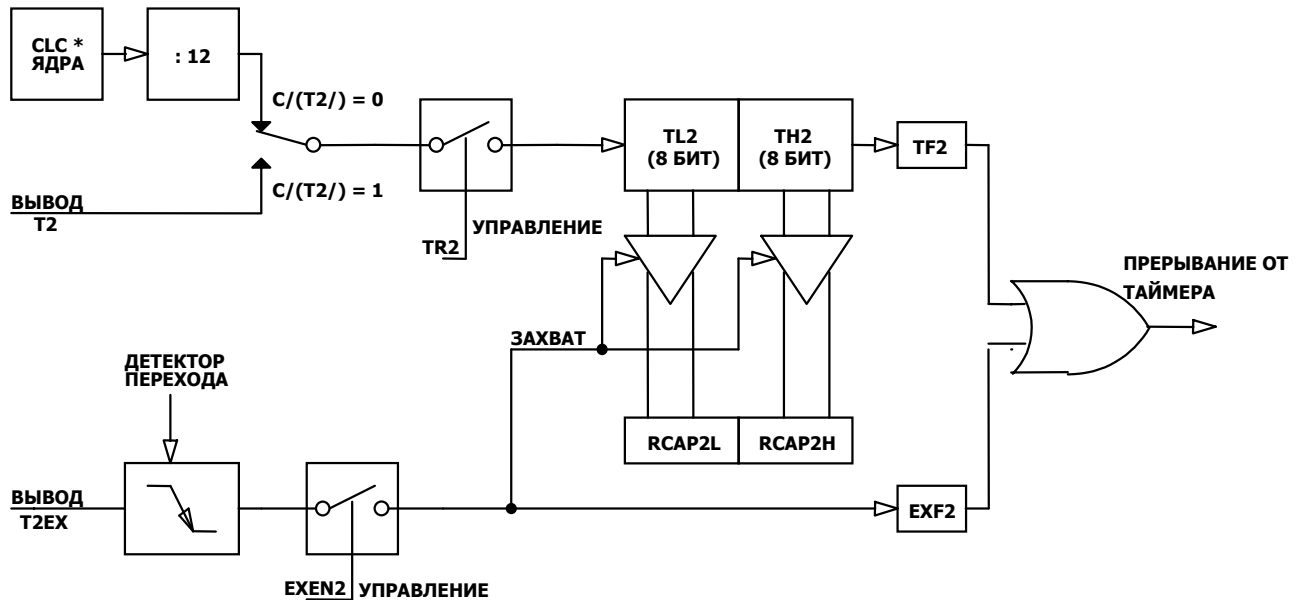 CLC *
ЯДРА
: 12
C/(T2/) = 0
TL2
(8 БИТ)
TH2
(8 БИТ)
TF2
C/(T2/) = 1
ВЫВОД
T2
УПРАВЛЕНИЕ
TR2
ПРЕРЫВАНИЕ ОТ
ТАЙМЕРА
ЗАХВАТ
ДЕТЕКТОР
ПЕРЕХОДА
RCAP2L
RCAP2H
ВЫВОД
T2EX
EXF2
EXEN2
УПРАВЛЕНИЕ